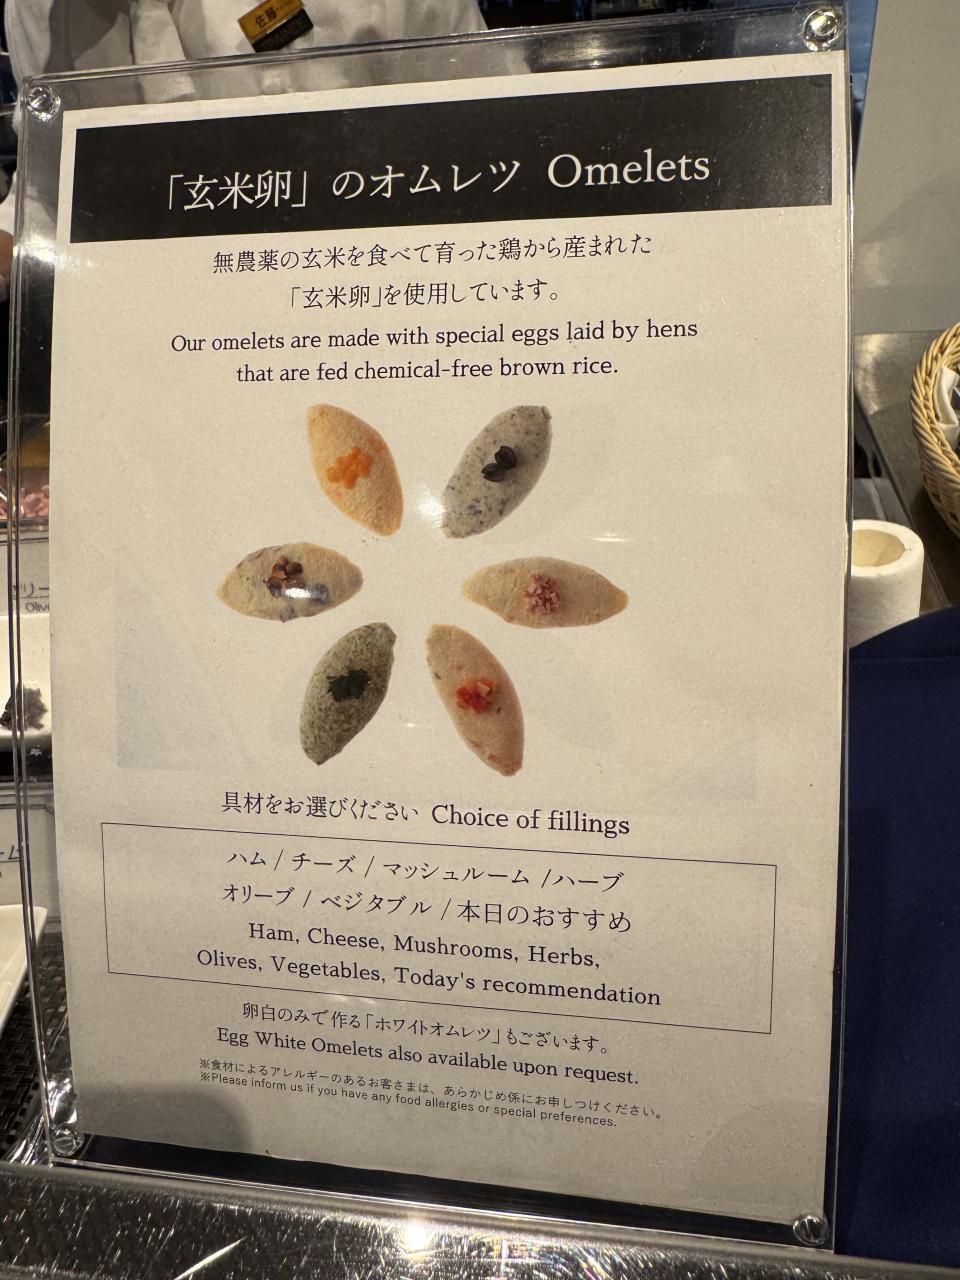 佐藤
「玄米卵」のオムレツ Omelets
無農薬の玄米を食べて育った鶏から産まれた
「玄米卵」を使用しています。
Our omelets are made with special eggs laid by hens
that are fed chemical-free brown rice.
具材をお選びください Choice of fillings
ハム / チーズ / マッシュルーム /ハーブ
オリーブ / ベジタブル / 本日のおすすめ
Ham, Cheese, Mushrooms, Herbs,
Olives, Vegetables, Today's recommendation
卵白のみで作る「ホワイトオムレツ」もございます。
Egg White Omelets also available upon request.
※食材によるアレルギーのあるお客さまは、あらかじめ係にお申しつけください。
※Please inform us if you have any food allergies or special preferences.